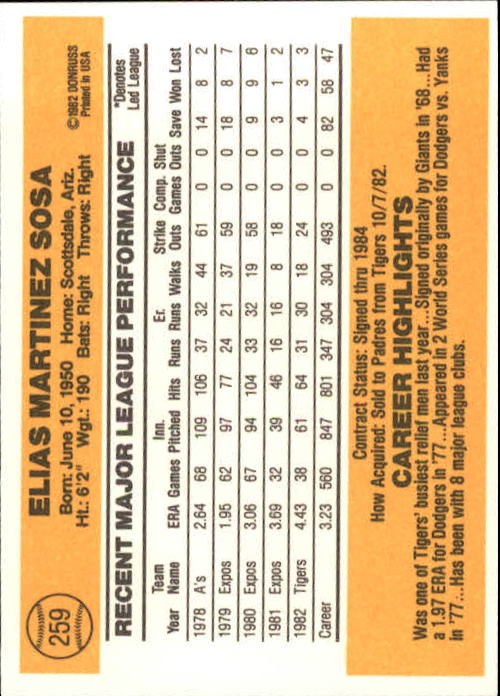 259
ELIAS MARTINEZ SOSA
©1982 DONRUSS
Printed in USA
Born: June 10, 1950 Home: Scottsdale, Ariz.
Ht.: 6'2" Wgt.: 190 Bats: Right Throws: Right
RECENT MAJOR LEAGUE PERFORMANCE
*Denotes
Led League
Team Inn. Er. Strike Comp. Shut
Year Name ERA Games Pitched Hits Runs Runs Walks Outs Games Outs Save Won Lost
1978 A's 2.64 68 109 106 37 32 44 61 0 0 14 8 2
1979 Expos 1.95 62 97 77 24 21 37 59 0 0 18 8 7
1980 Expos 3.06 67 94 104 33 32 19 58 0 0 9 9 6
1981 Expos 3.69 32 39 46 16 16 8 18 0 0 3 1 2
1982 Tigers 4.43 38 61 64 31 30 18 24 0 0 4 3 3
Career 3.23 560 847 801 347 304 304 493 82 58 47
Contract Status: Signed thru 1984
How Acquired: Sold to Padres from Tigers 10/7/82.
CAREER HIGHLIGHTS
Was one of Tigers' busiest relief men last year...Signed originally by Giants in '68...Had
a 1.97 ERA for Dodgers in '77...Appeared in 2 World Series games for Dodgers vs. Yanks
in '77...Has been with 8 major league clubs.